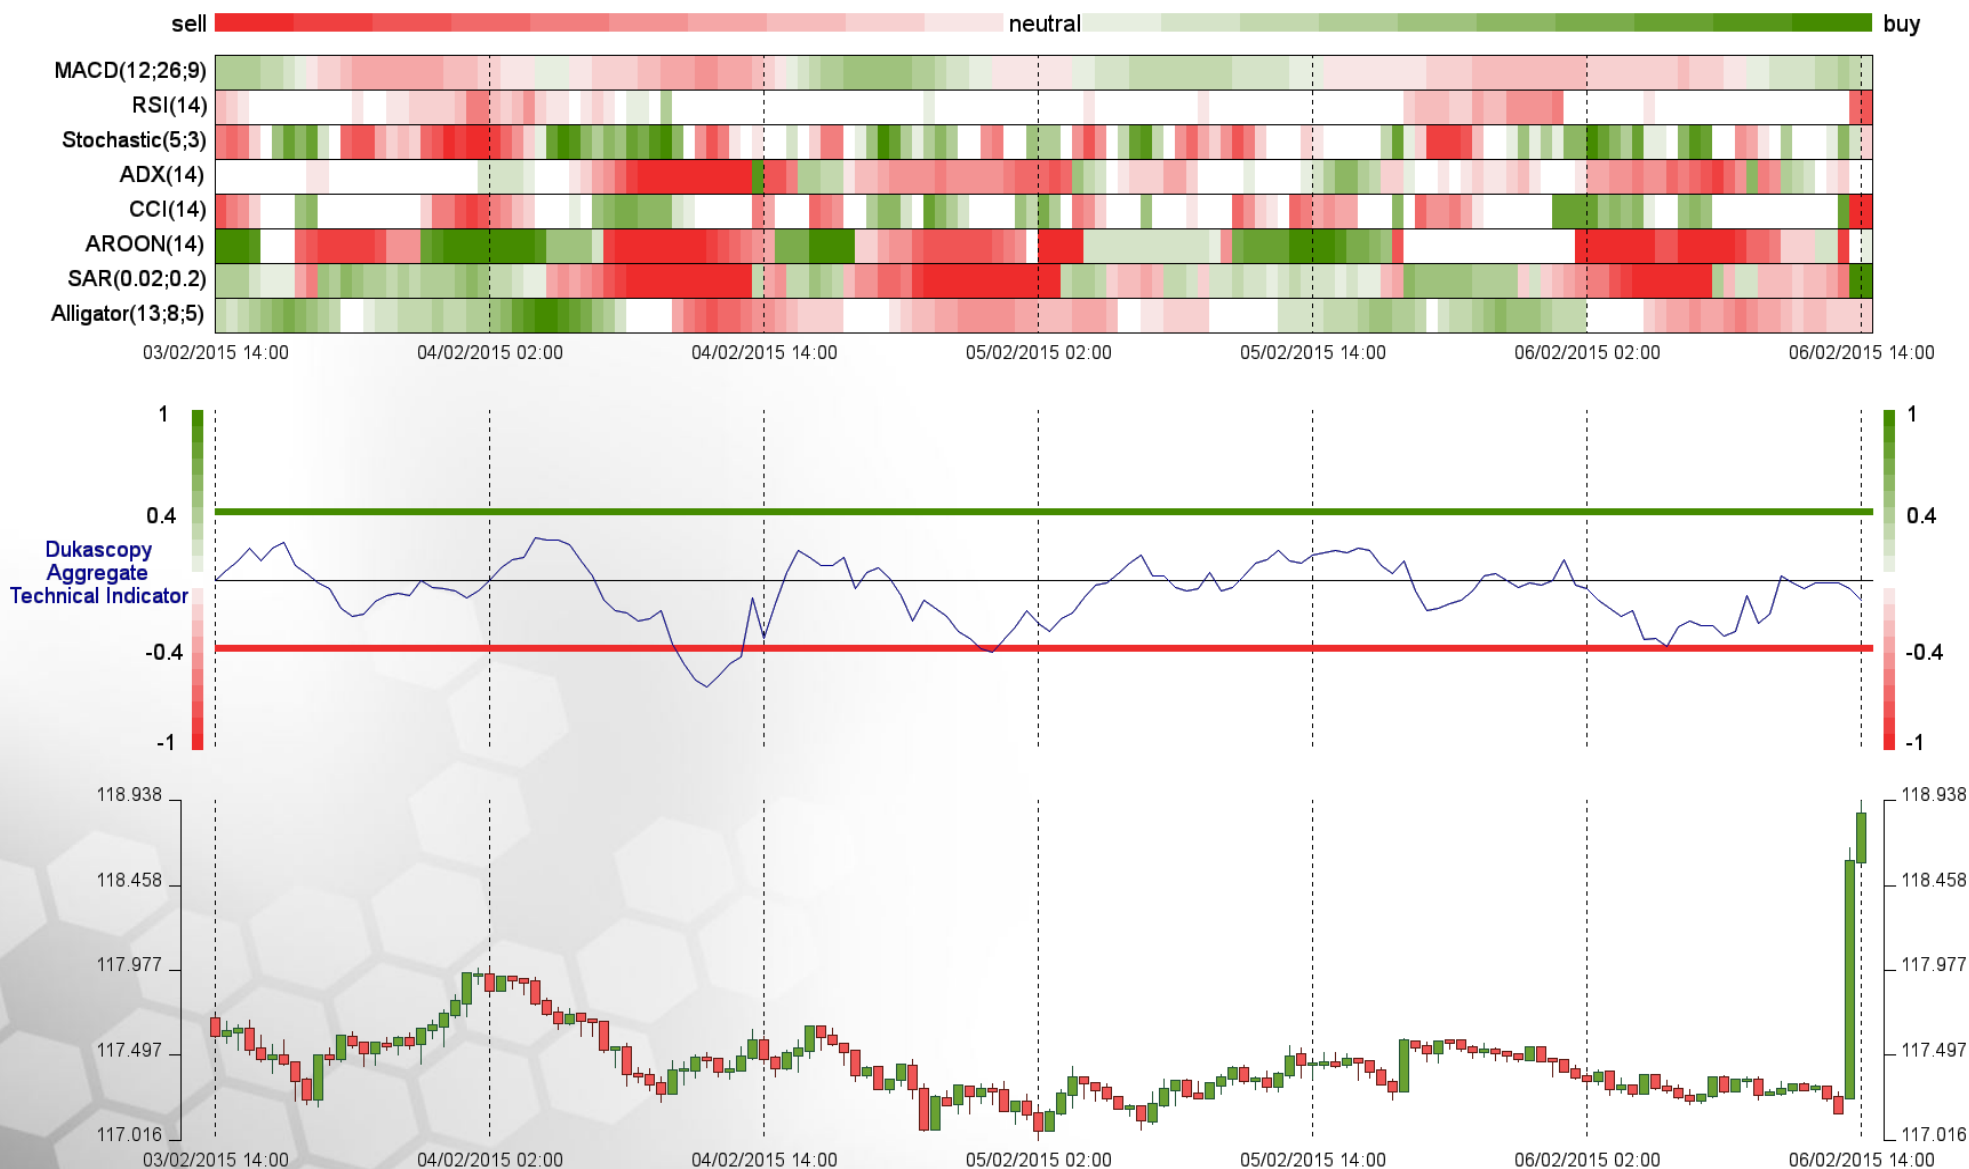 sell neutral buy
MACD(12;26;9)
RSI(14)
Stochastic(5;3)
ADX(14)
CCI(14)
AROON(14)
SAR(0.02;0.2)
Alligator(13;8;5)
03/02/2015 14:00 04/02/2015 02:00 04/02/2015 14:00 05/02/2015 02:00 05/02/2015 14:00 06/02/2015 02:00 06/02/2015 14:00
1 1
0.4 0.4
Dukascopy
Aggregate
Technical Indicator
-0.4 -0.4
-1 -1
118.938 118.938
118.458 118.458
117.977 117.977
117.497 117.497
117.016 117.016
03/02/2015 14:00 04/02/2015 02:00 04/02/2015 14:00 05/02/2015 02:00 05/02/2015 14:00 06/02/2015 02:00 06/02/2015 14:00